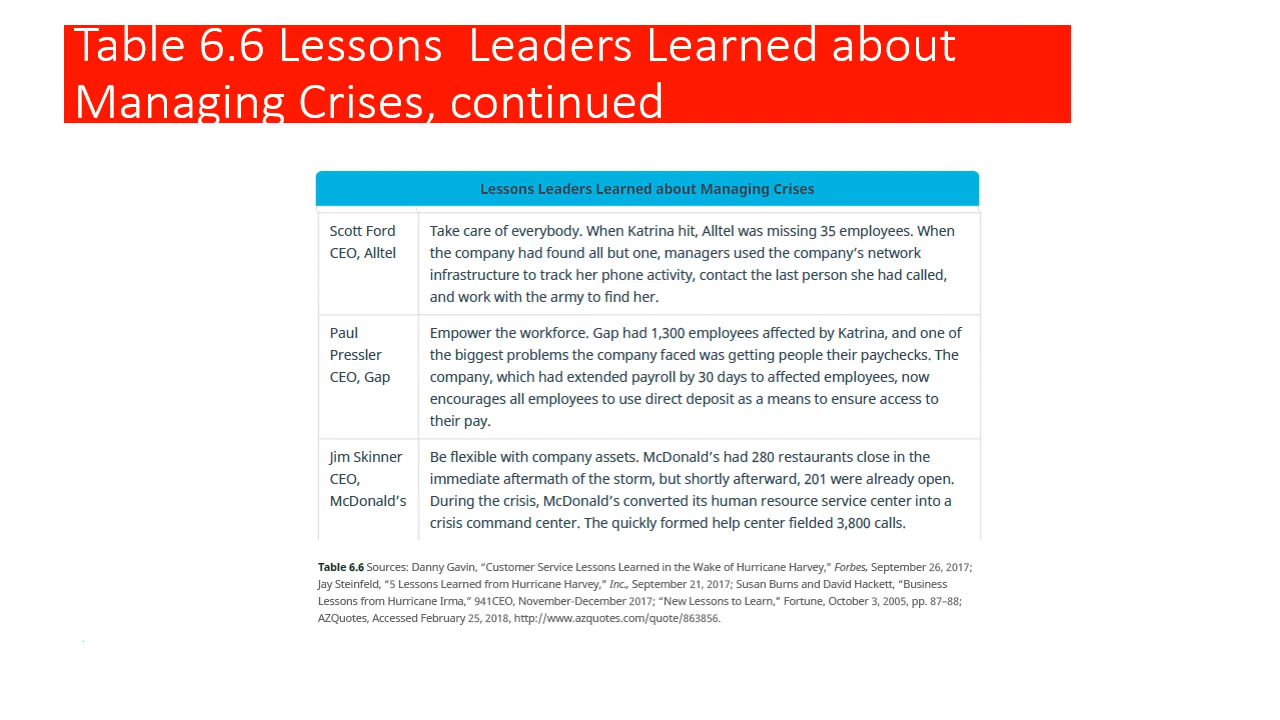 Table 6.6 Lessons  Leaders Learned about
Managing Crises, continued
Lessons Leaders Learned about Managing Crises
Scott Ford
CEO, Alltel
Take care of everybody. When Katrina hit, Alltel was missing 35 employees. When
the company had found all but one, managers used the company’s network
infrastructure to track her phone activity, contact the last person she had called,
and work with the army to find her.
Paul
Pressler
CEO, Gap
Empower the workforce. Gap had 1,300 employees affected by Katrina, and one of
the biggest problems the company faced was getting people their paychecks. The
company, which had extended payroll by 30 days to affected employees, now
encourages all employees to use direct deposit as a means to ensure access to
their pay.
Jim Skinner
CEO,
McDonald’s
Be flexible with company assets. McDonald’s had 280 restaurants close in the
immediate aftermath of the storm, but shortly afterward, 201 were already open.
During the crisis, McDonald’s converted its human resource service center into a
crisis command center. The quickly formed help center fielded 3,800 calls.
Table 6.6 Sources: Danny Gavin, “Customer Service Lessons Learned in the Wake of Hurricane Harvey,” Forbes, September 26, 2017;
Jay Steinfeld, “5 Lessons Learned from Hurricane Harvey,” Inc., September 21, 2017; Susan Burns and David Hackett, “Business
Lessons from Hurricane Irma,” 941CEO, November-December 2017; “New Lessons to Learn,” Fortune, October 3, 2005, pp. 87–88;
AZQuotes, Accessed February 25, 2018, http://www.azquotes.com/quote/863856.